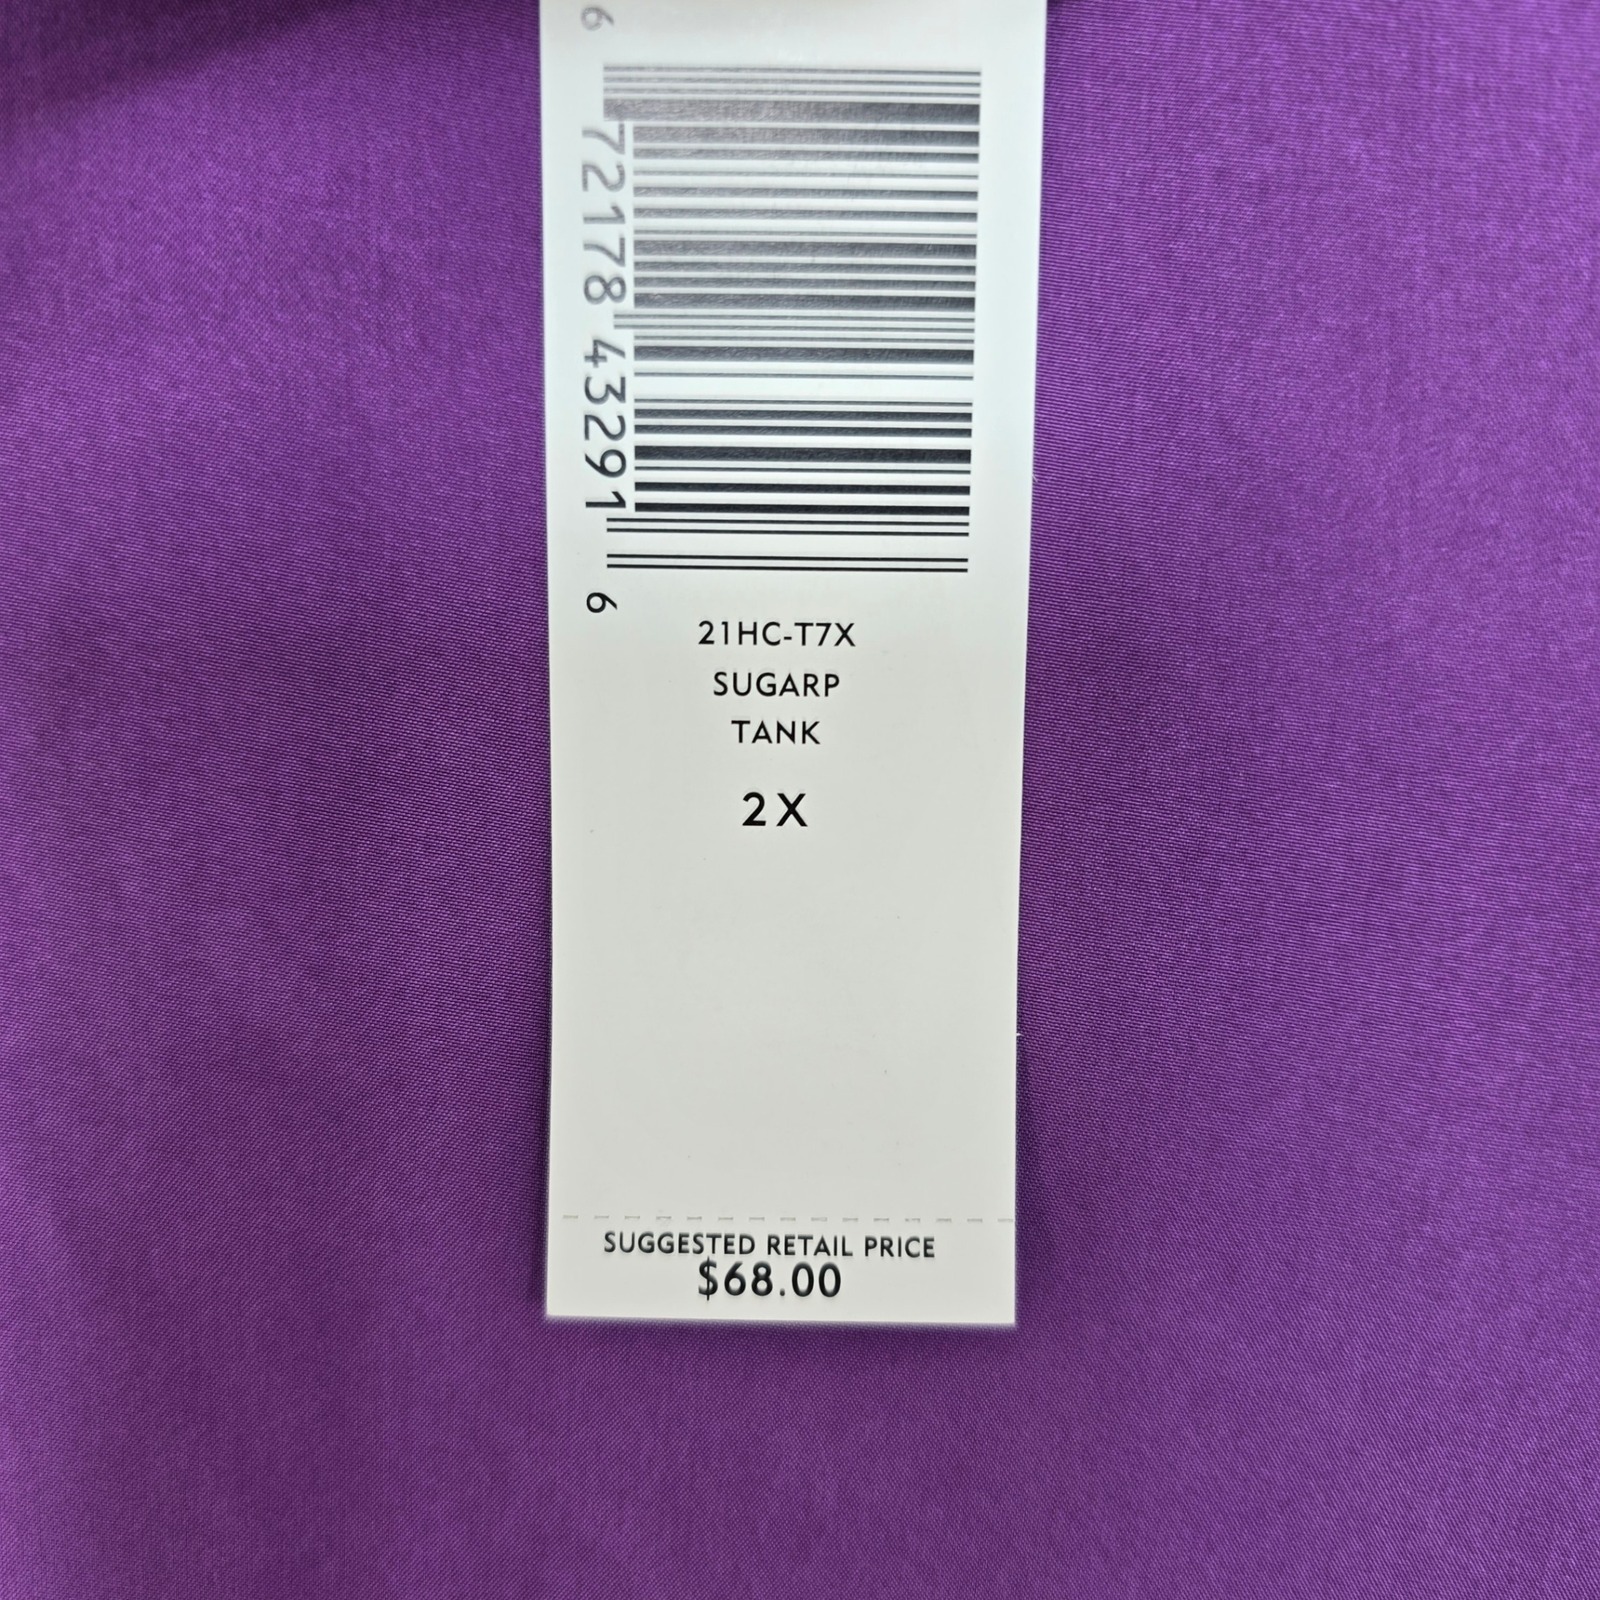 6 72178 43291 6
21HC-T7X
SUGARP
TANK
2X
SUGGESTED RETAIL PRICE
$68.00